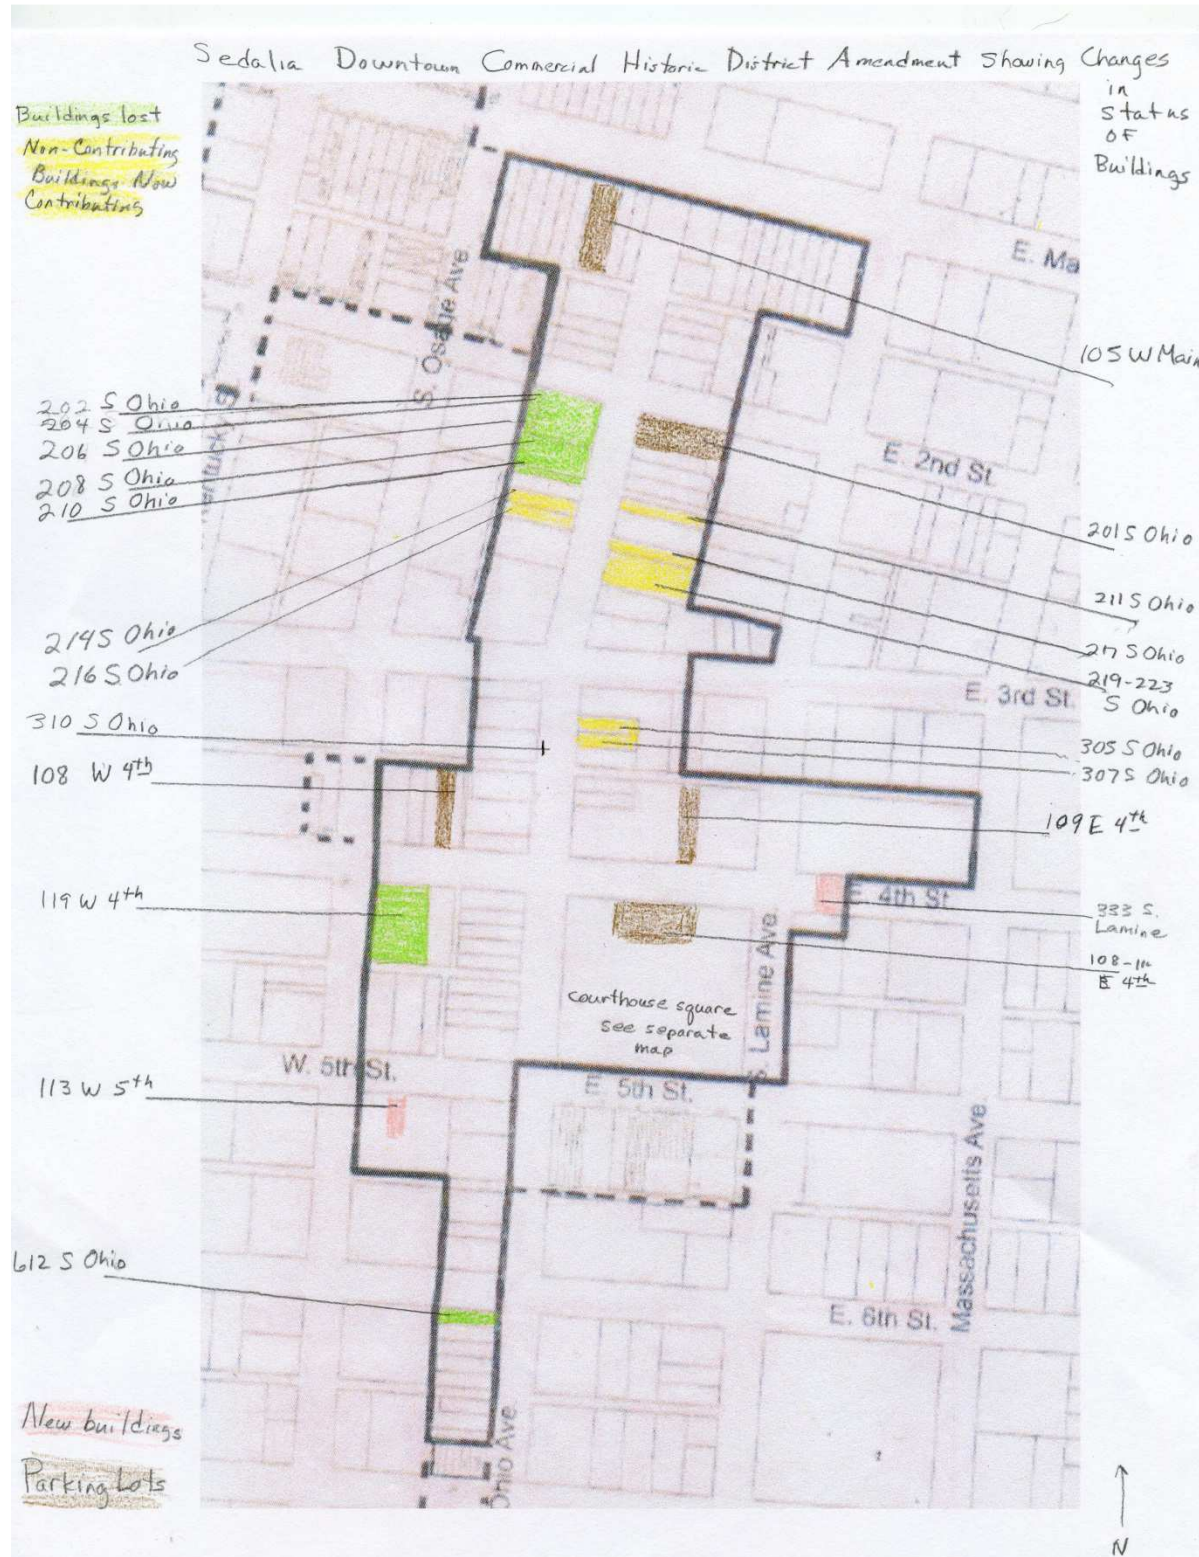 Sedalia Downtown Commercial Historic District Amendment Showing Changes
in
status
OF
Buildings
Buildings lost
Non-Contributing
Buildings Now
Contributing
E. Ma
S. Osage Ave
105 W Main
202 S Ohio
204 S Ohio
206 S Ohio
208 S Ohio
210 S Ohio
E. 2nd St.
201 S Ohio
211 S Ohio
214 S Ohio
216 S Ohio
217 S Ohio
219-223
S Ohio
E. 3rd St.
310 S Ohio
305 S Ohio
307 S Ohio
108 W 4th
109 E 4th
119 W 4th
E. 4th St.
333 S.
Lamine
E 4th
S. Lamine Ave.
Courthouse square
See separate
map
W. 5th St.
E. 5th St.
113 W 5th
Massachusetts Ave.
612 S Ohio
E. 6th St.
New buildings
Parking Lots
Ohio Ave.
N